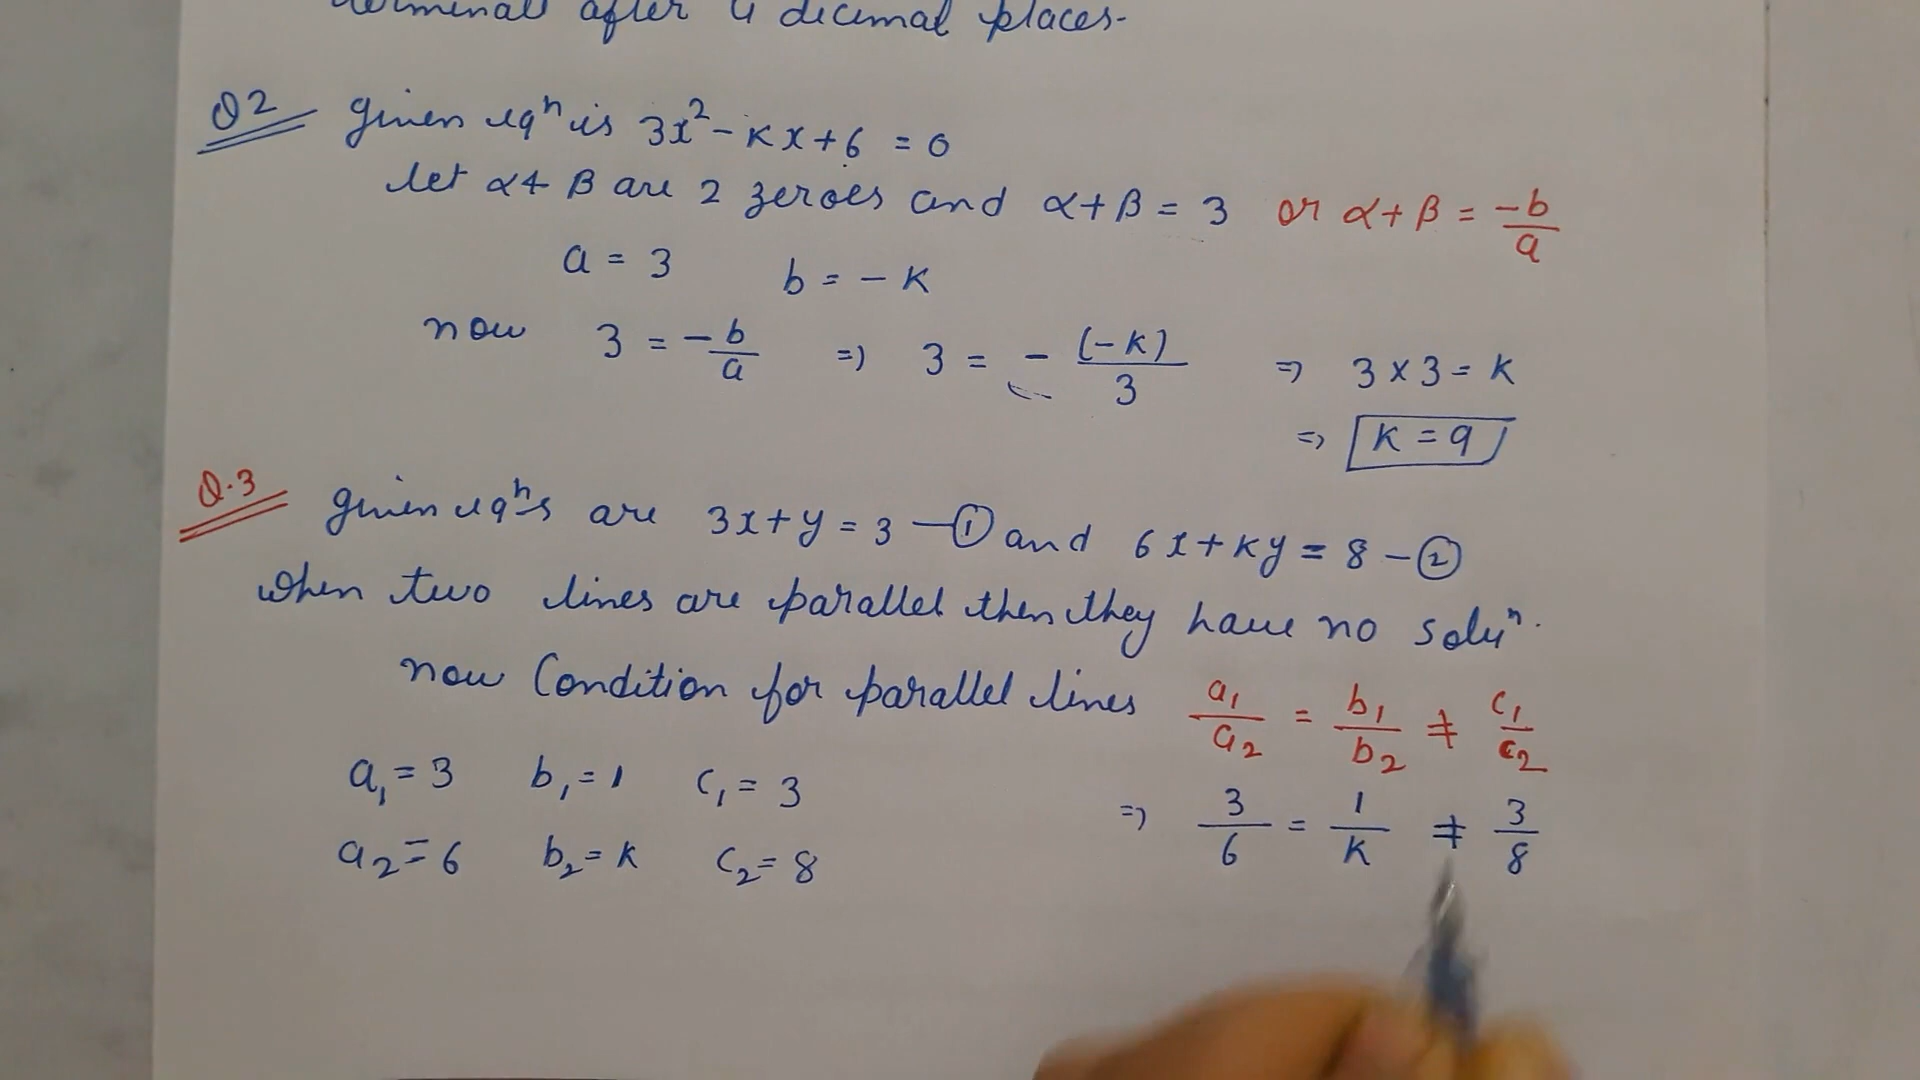 terminate after 4 decimal places.
Q2 given eqⁿ is 3x² - Kx + 6 = 0
let α & β are 2 zeroes and α + β = 3 or α + β = -b/a
a = 3 b = - K
now 3 = -b/a => 3 = - (-K)/3 => 3 × 3 = K
=> K = 9
Q.3 given eqⁿs are 3x + y = 3 - ① and 6x + Ky = 8 - ②
when two lines are parallel then they have no soluⁿ.
now Condition for parallel lines a₁/a₂ = b₁/b₂ ≠ c₁/c₂
a₁ = 3 b₁ = 1 c₁ = 3 => 3/6 = 1/K ≠ 3/8
a₂ = 6 b₂ = K c₂ = 8